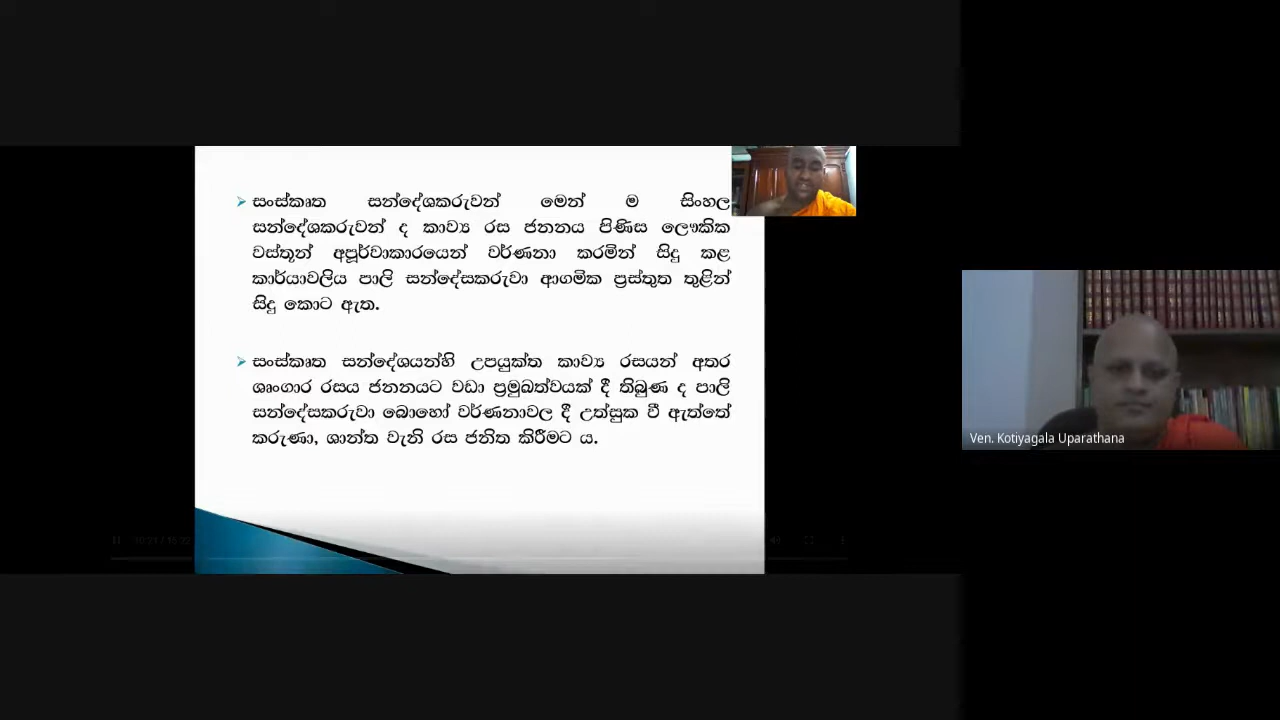 සංස්කෘත සන්දේශකරුවන් මෙන් ම සිංහල
සන්දේශකරුවන් ද කාව්‍ය රස ජනනය පිණිස ලෞකික
වස්තූන් අපූර්වාකාරයෙන් වර්ණනා කරමින් සිදු කළ
කාර්යාවලිය පාලි සන්දේසකරුවා ආගමික ප්‍රස්තුත තුළින්
සිදු කොට ඇත.
සංස්කෘත සන්දේශයන්හි උපයුක්ත කාව්‍ය රසයන් අතර
ශෘංගාර රසය ජනනයට වඩා ප්‍රමුඛත්වයක් දී තිබුණ ද පාලි
සන්දේසකරුවා බොහෝ වර්ණනාවල දී උත්සුක වී ඇත්තේ
කරුණා, ශාන්ත වැනි රස ජනිත කිරීමට ය.
Ven. Kotiyagala Uparathana